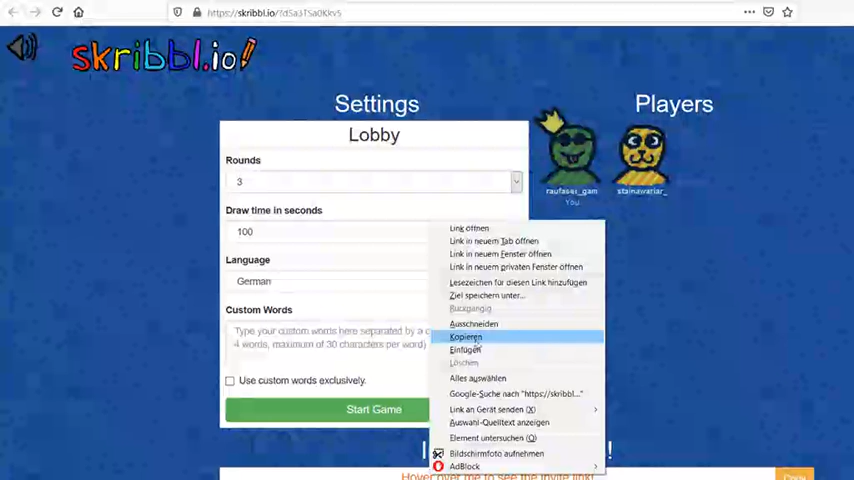 https://skribbl.io/?dSa3TSa0Kkv5
skribbl.io
Settings
Players
Lobby
Rounds
3
Draw time in seconds
100
Language
German
Custom Words
Type your custom words here separated by a c
4 words, maximum of 30 characters per word)
Use custom words exclusively.
Start Game
raufaser_gam
You
stainawariar_
Link öffnen
Link in neuem Tab öffnen
Link in neuem Fenster öffnen
Link in neuem privaten Fenster öffnen
Lesezeichen für diesen Link hinzufügen
Ziel speichern unter...
Rückgängig
Ausschneiden
Kopieren
Einfügen
Löschen
Alles auswählen
Google-Suche nach "https://skribbl..."
Link an Gerät senden (X)
Auswahl-Quelltext anzeigen
Element untersuchen (Q)
Bildschirmfoto aufnehmen
AdBlock
Hover over me to see the invite link!
Copy